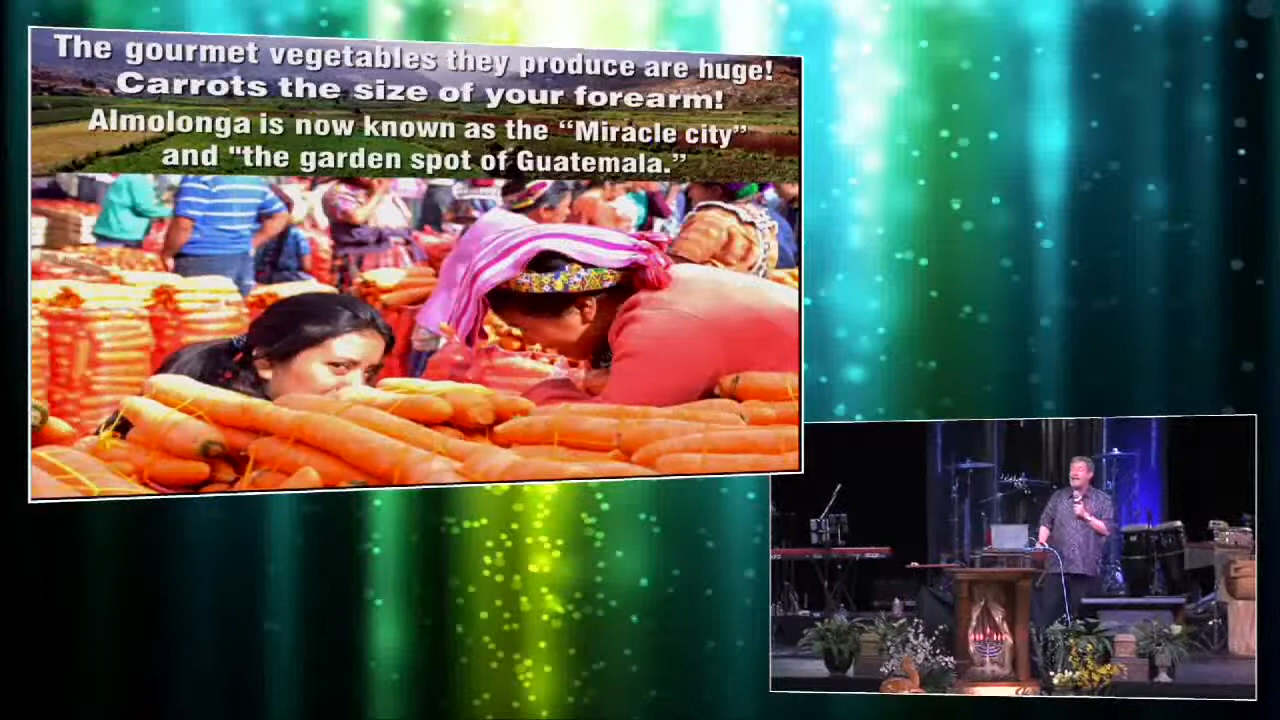 The gourmet vegetables they produce are huge!
Carrots the size of your forearm!
Almolonga is now known as the “Miracle city”
and "the garden spot of Guatemala.”